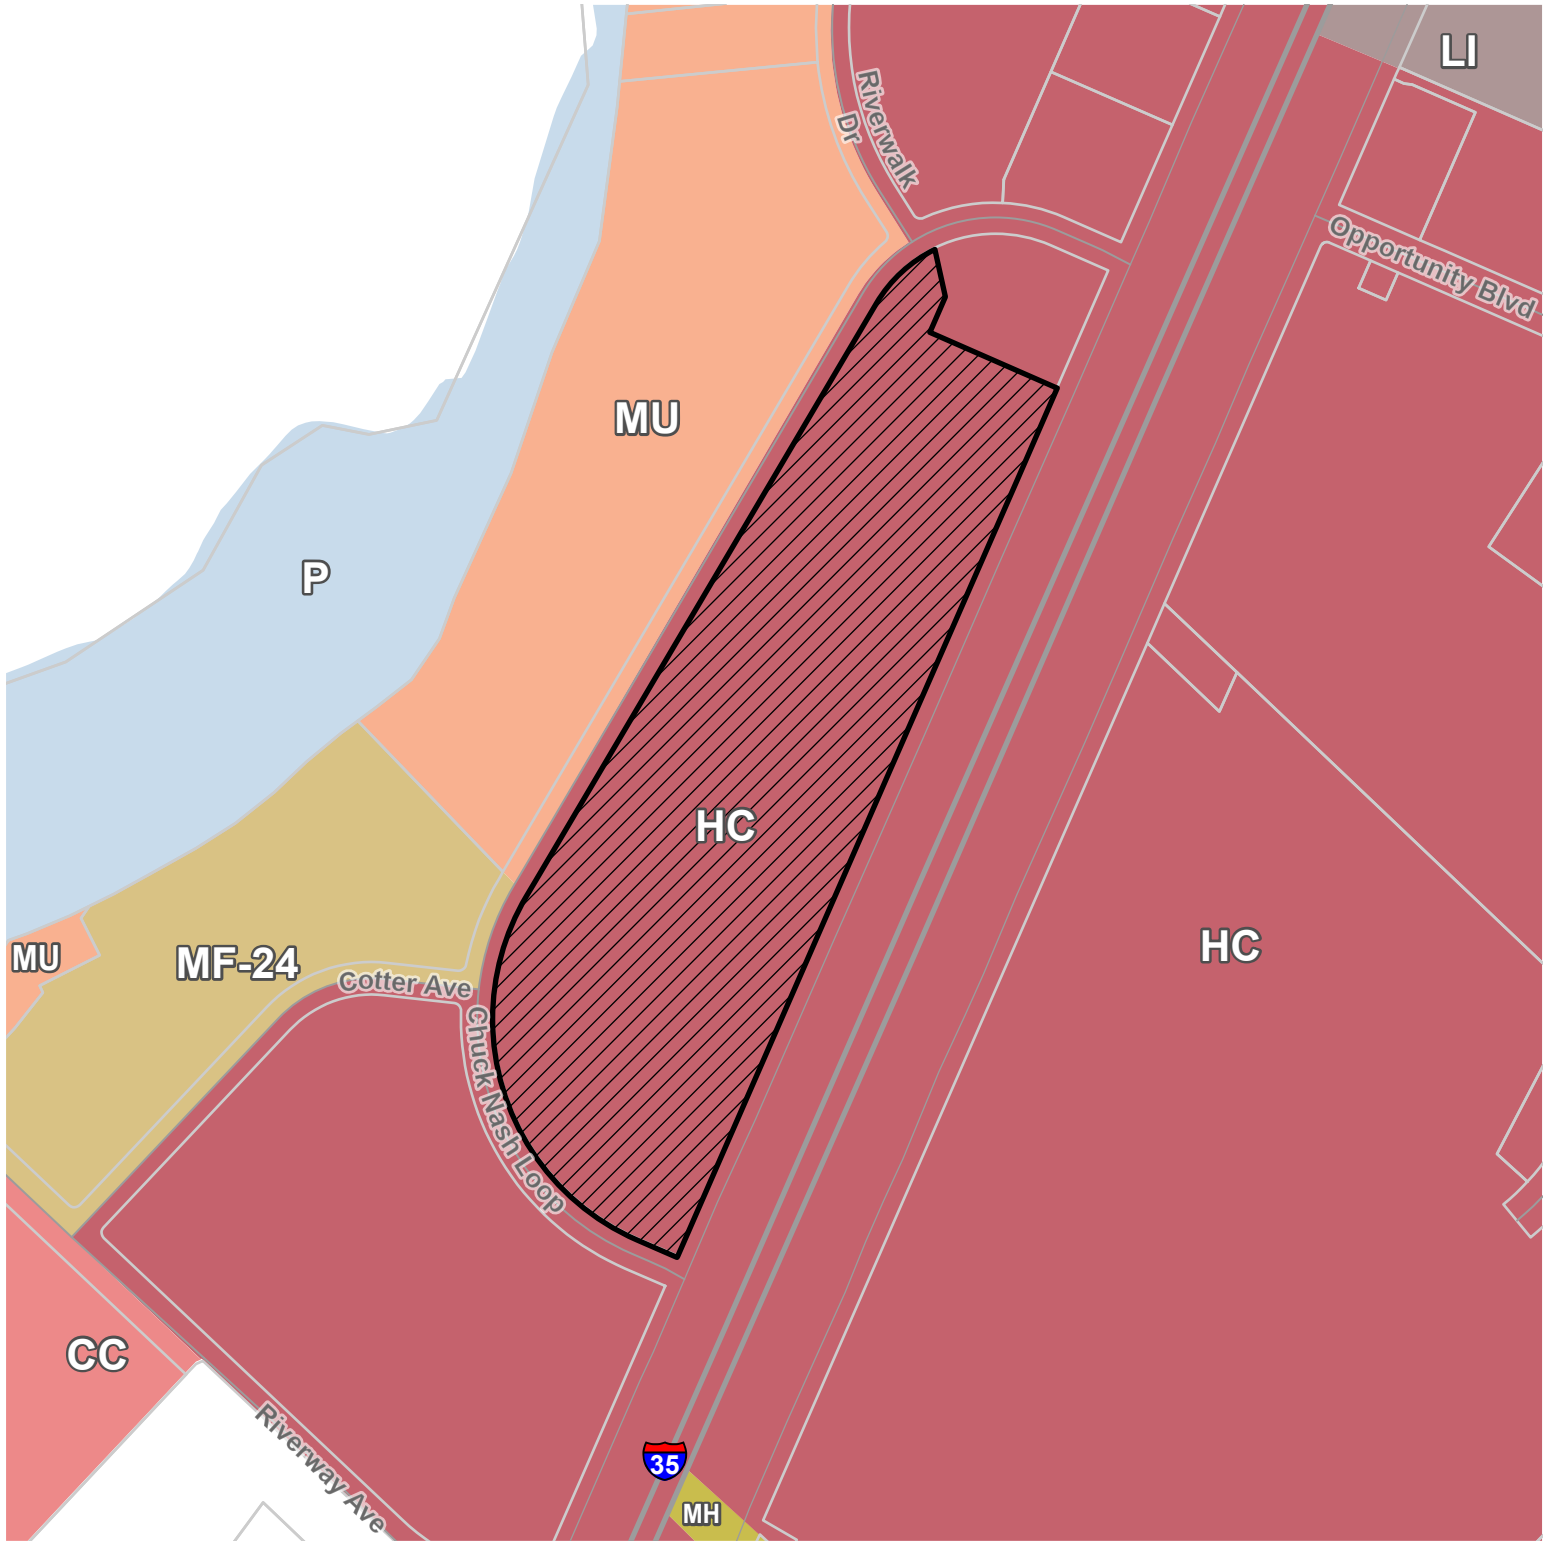 LI
Riverwalk
Dr
Opportunity Blvd
MU
P
HC
HC
MU
MF-24
Cotter Ave
Chuck Nash Loop
CC
Riverway Ave
35
MH